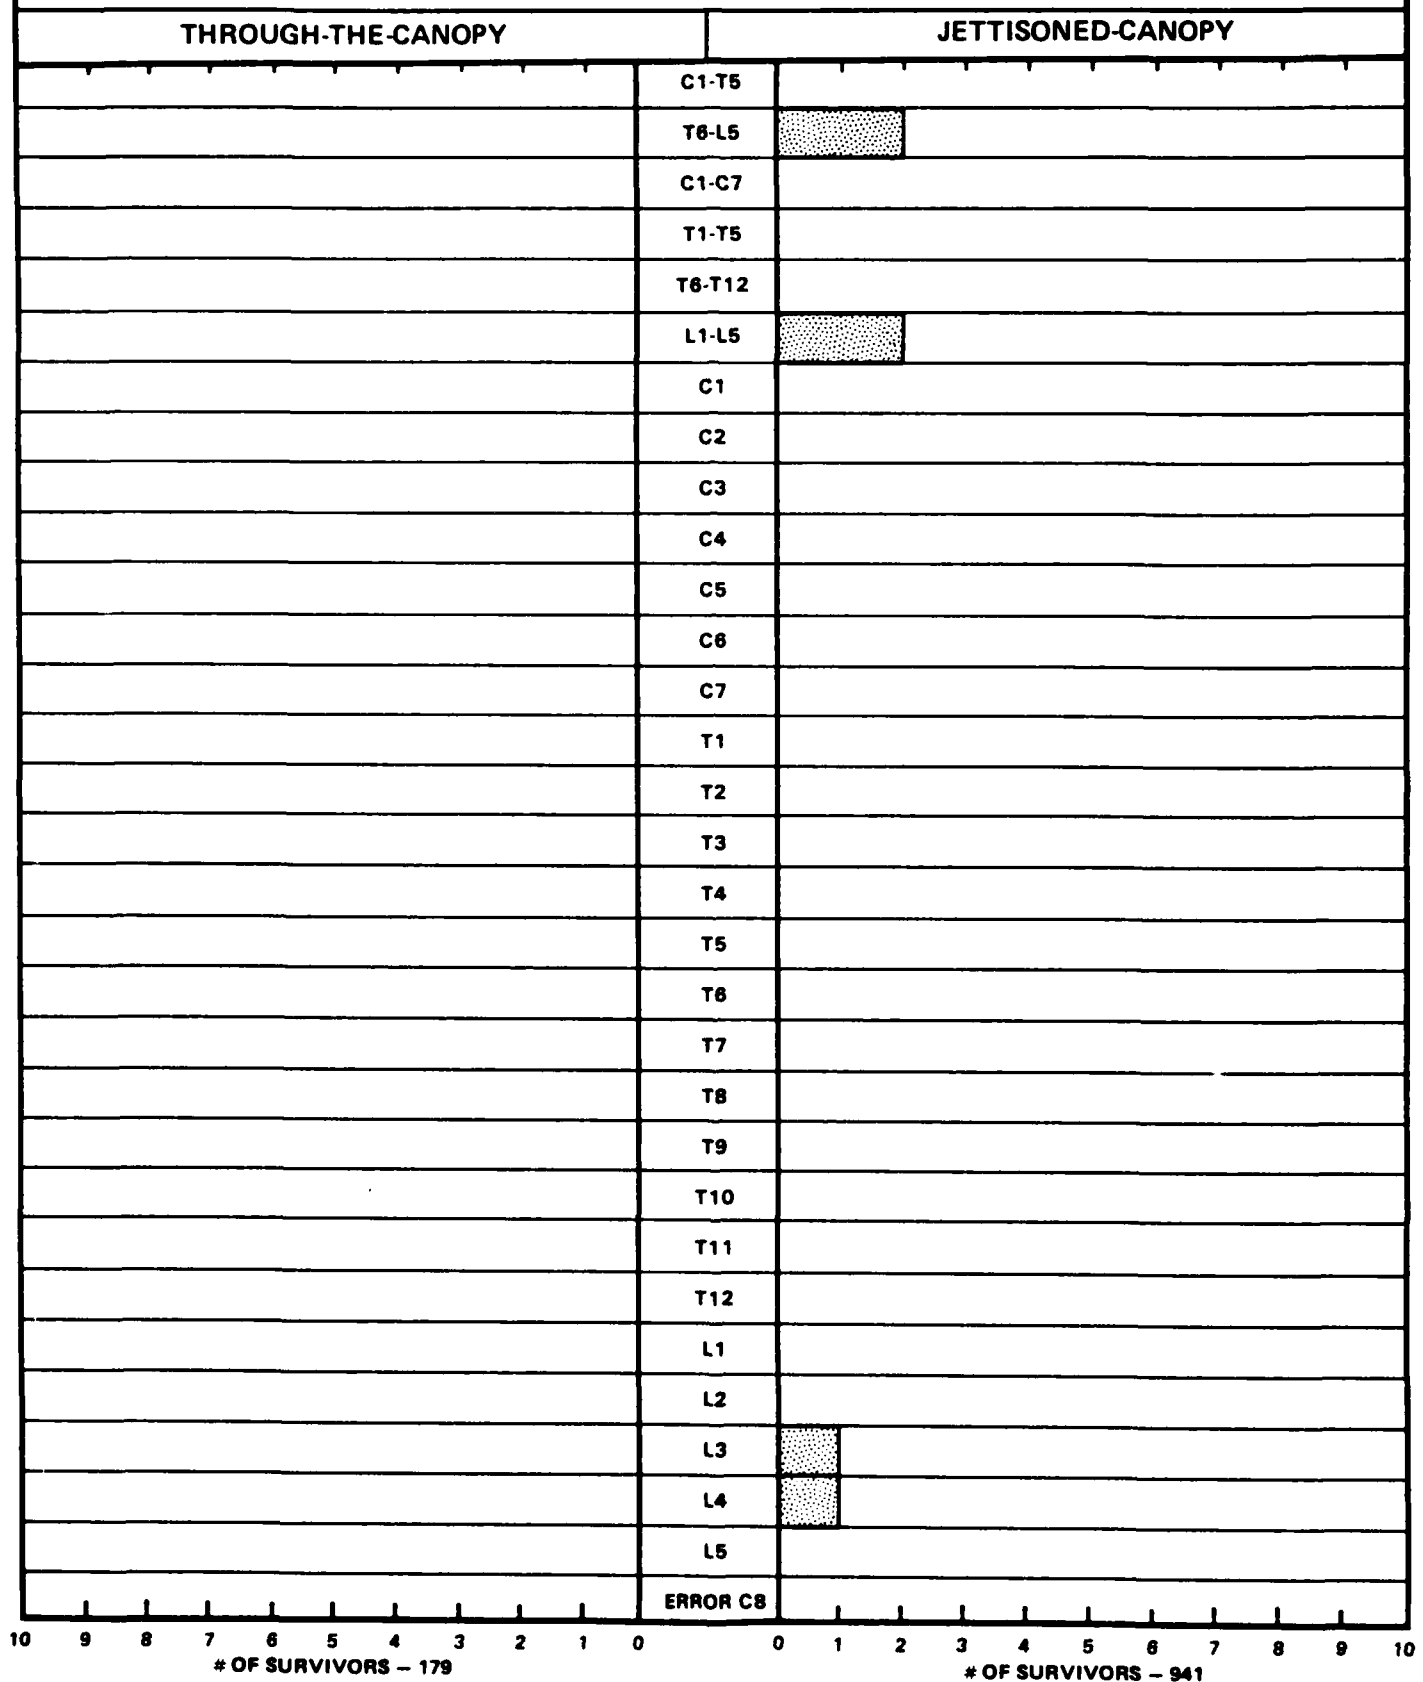 THROUGH-THE-CANOPY
JETTISONED-CANOPY
C1-T5
T6-L5
C1-C7
T1-T5
T6-T12
L1-L5
C1
C2
C3
C4
C5
C6
C7
T1
T2
T3
T4
T5
T6
T7
T8
T9
T10
T11
T12
L1
L2
L3
L4
L5
ERROR C8
10 9 8 7 6 5 4 3 2 1 0 0 1 2 3 4 5 6 7 8 9 10
# OF SURVIVORS – 179
# OF SURVIVORS – 941